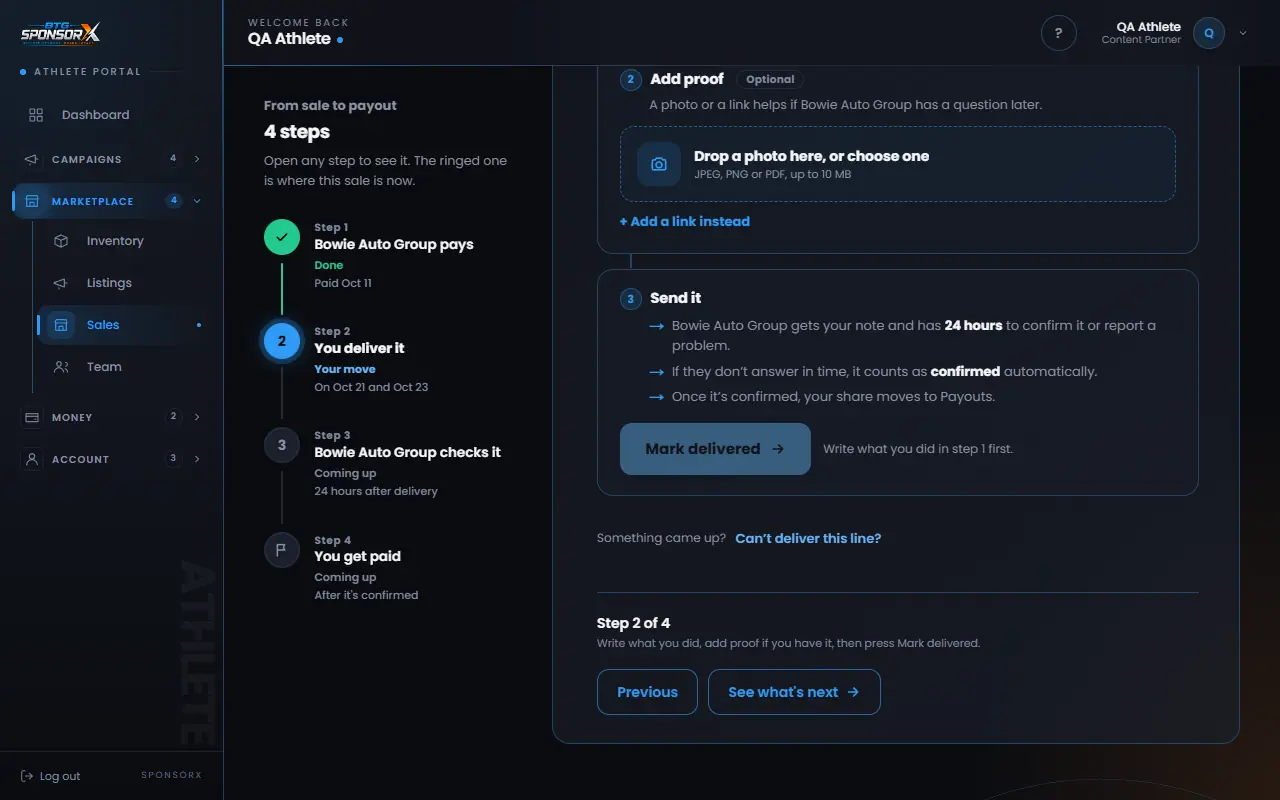 BTG
SPONSORX
ATHLETE PORTAL
Dashboard
CAMPAIGNS 4
MARKETPLACE 4
Inventory
Listings
Sales
Team
MONEY 2
ACCOUNT 3
ATHLETE
Log out SPONSORX
WELCOME BACK
QA Athlete
?
QA Athlete
Content Partner
Q
From sale to payout
4 steps
Open any step to see it. The ringed one
is where this sale is now.
Step 1
Bowie Auto Group pays
Done
Paid Oct 11
2
Step 2
You deliver it
Your move
On Oct 21 and Oct 23
3
Step 3
Bowie Auto Group checks it
Coming up
24 hours after delivery
Step 4
You get paid
Coming up
After it's confirmed
2 Add proof Optional
A photo or a link helps if Bowie Auto Group has a question later.
Drop a photo here, or choose one
JPEG, PNG or PDF, up to 10 MB
+ Add a link instead
3 Send it
→ Bowie Auto Group gets your note and has 24 hours to confirm it or report a
problem.
→ If they don’t answer in time, it counts as confirmed automatically.
→ Once it’s confirmed, your share moves to Payouts.
Mark delivered → Write what you did in step 1 first.
Something came up? Can’t deliver this line?
Step 2 of 4
Write what you did, add proof if you have it, then press Mark delivered.
Previous See what's next →